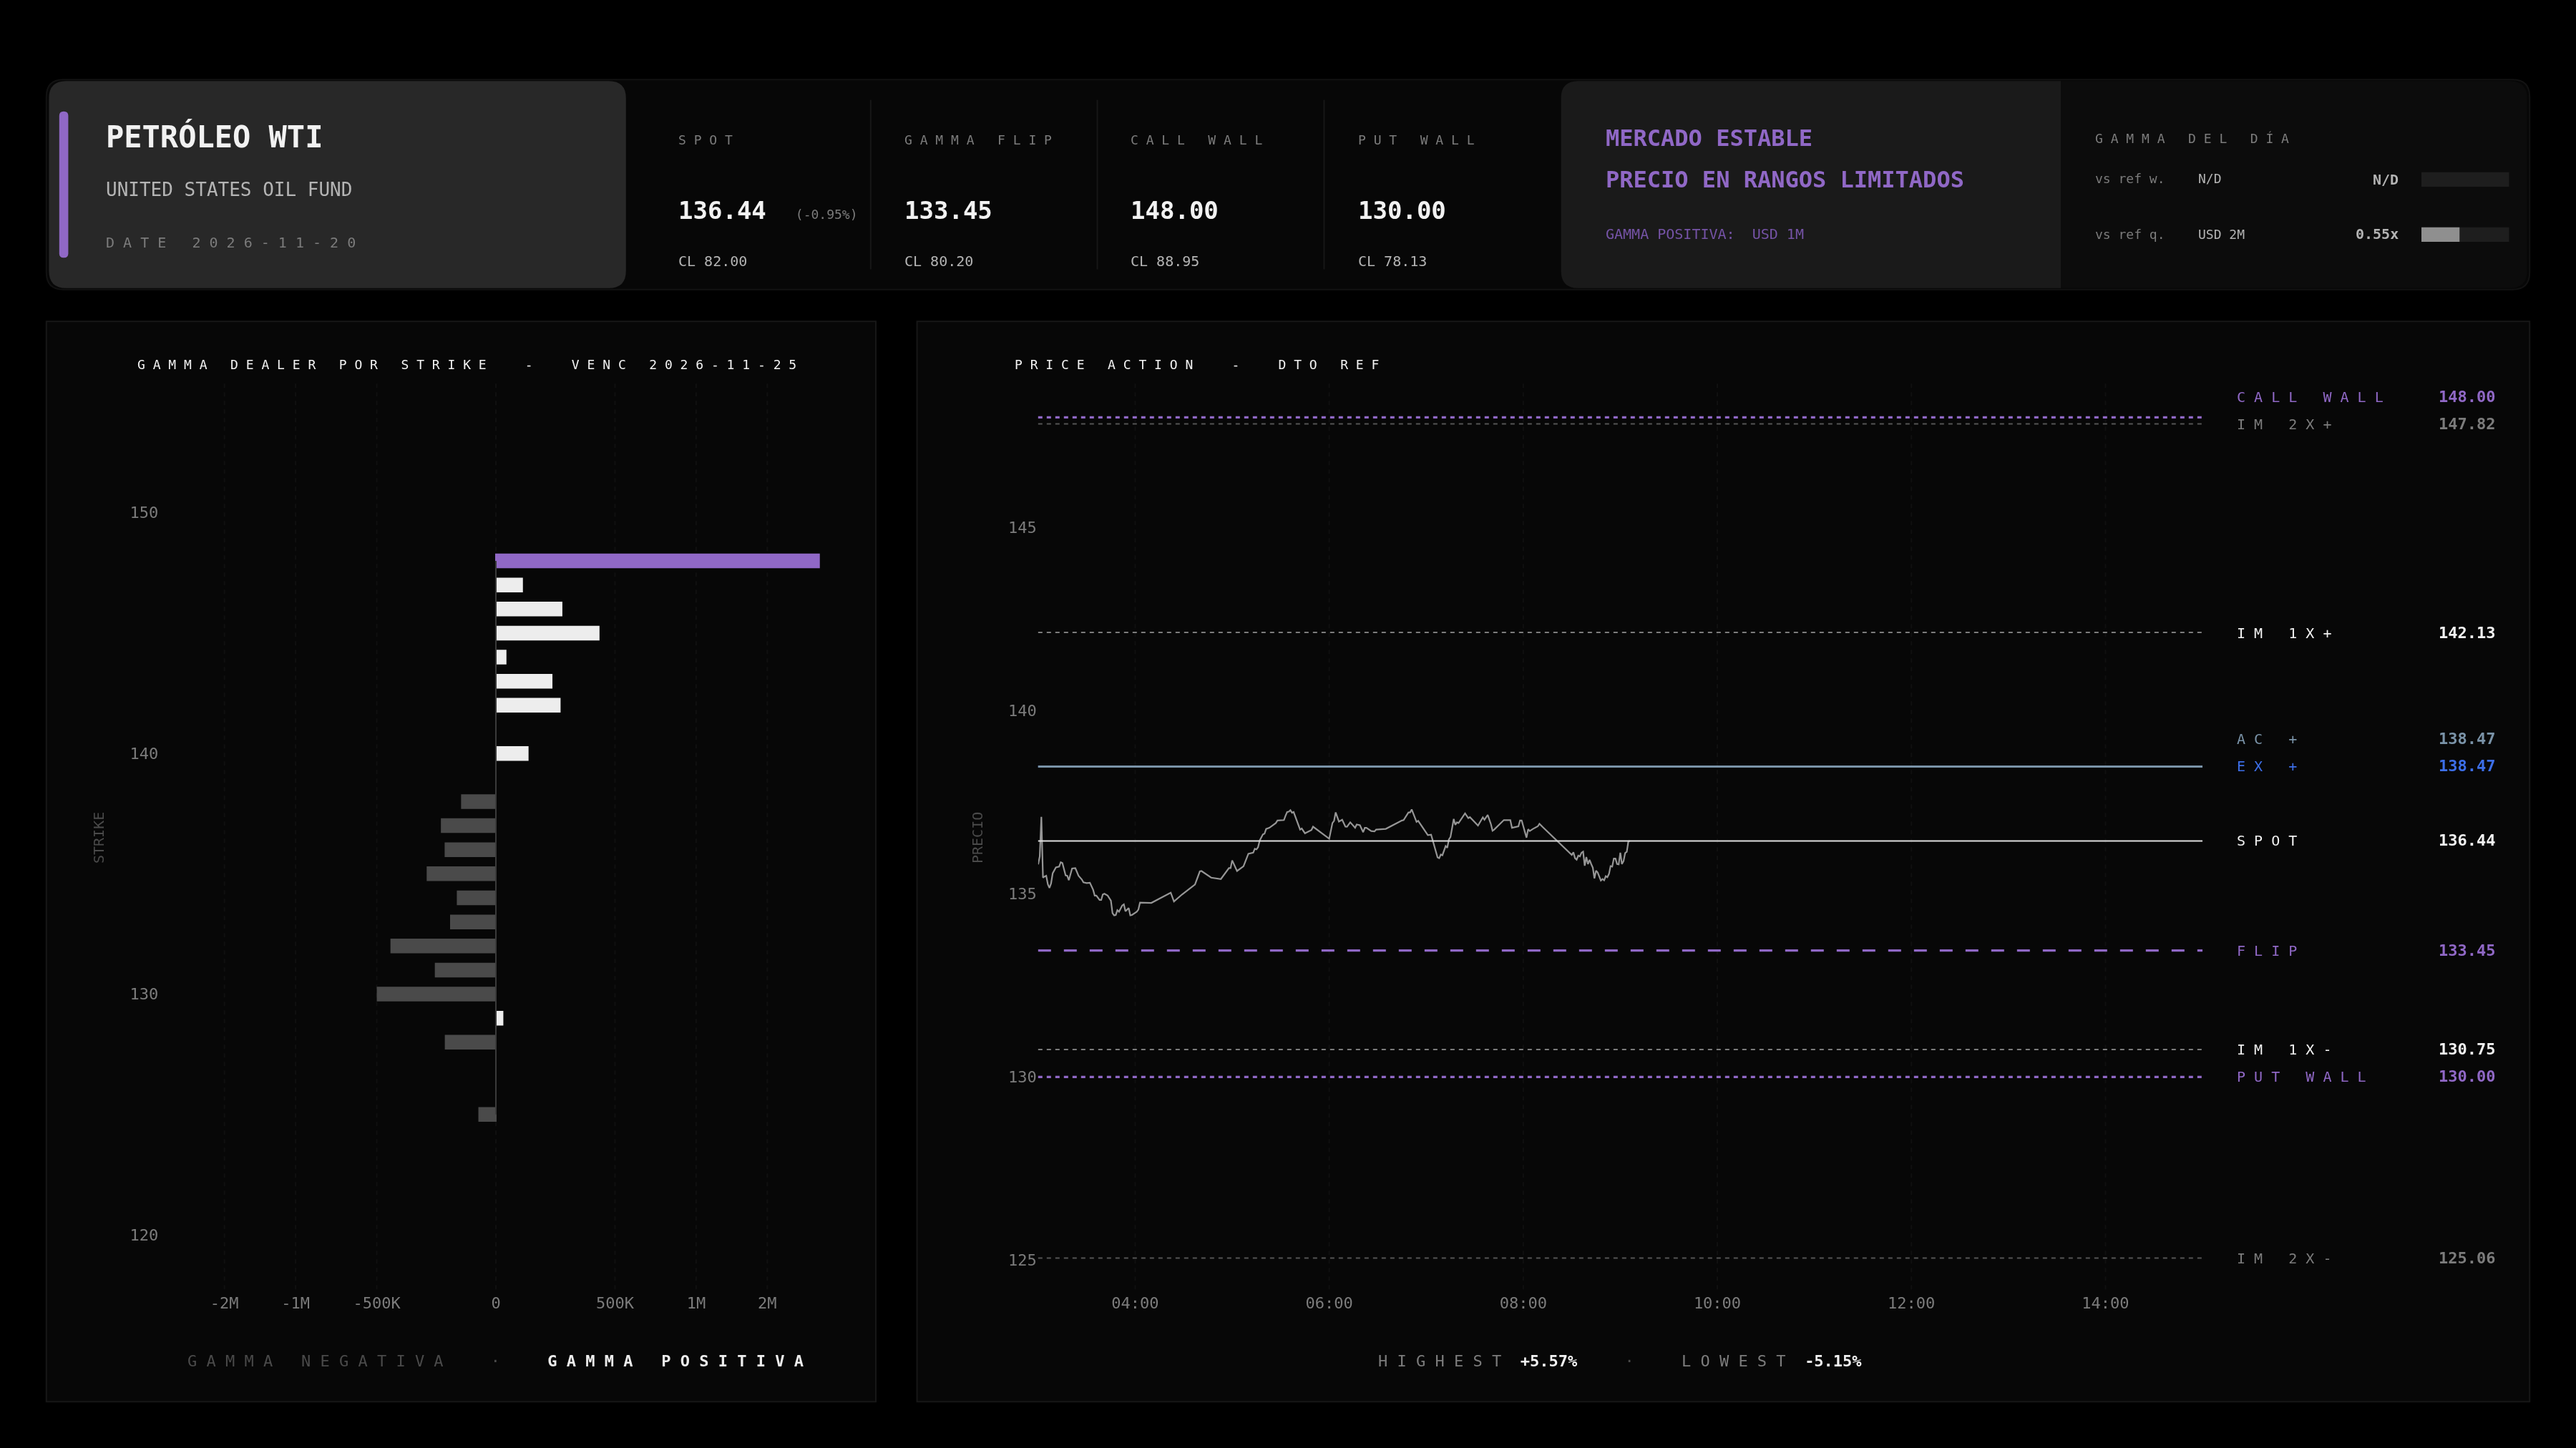 PETRÓLEO WTI
UNITED STATES OIL FUND
DATE 2026-11-20
SPOT
136.44 (-0.95%)
CL 82.00
GAMMA FLIP
133.45
CL 80.20
CALL WALL
148.00
CL 88.95
PUT WALL
130.00
CL 78.13
MERCADO ESTABLE
PRECIO EN RANGOS LIMITADOS
GAMMA POSITIVA: USD 1M
GAMMA DEL DÍA
vs ref w. N/D N/D
vs ref q. USD 2M 0.55x
GAMMA DEALER POR STRIKE - VENC 2026-11-25
STRIKE
150
140
130
120
-2M -1M -500K 0 500K 1M 2M
GAMMA NEGATIVA · GAMMA POSITIVA
PRICE ACTION - DTO REF
PRECIO
145
140
135
130
125
04:00 06:00 08:00 10:00 12:00 14:00
CALL WALL 148.00
IM 2X+ 147.82
IM 1X+ 142.13
AC + 138.47
EX + 138.47
SPOT 136.44
FLIP 133.45
IM 1X- 130.75
PUT WALL 130.00
IM 2X- 125.06
HIGHEST +5.57% · LOWEST -5.15%